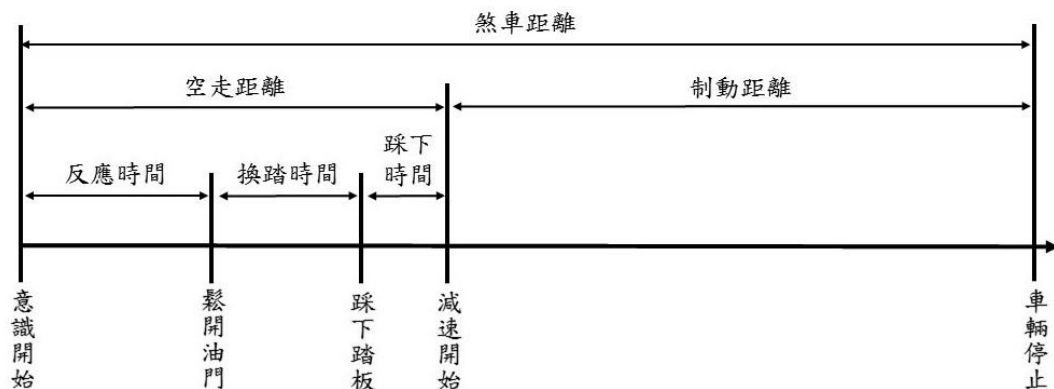 煞車距離
空走距離
制動距離
反應時間
換踏時間
踩下
時間
意識開始
鬆開油門
踩下踏板
減速開始
車輛停止